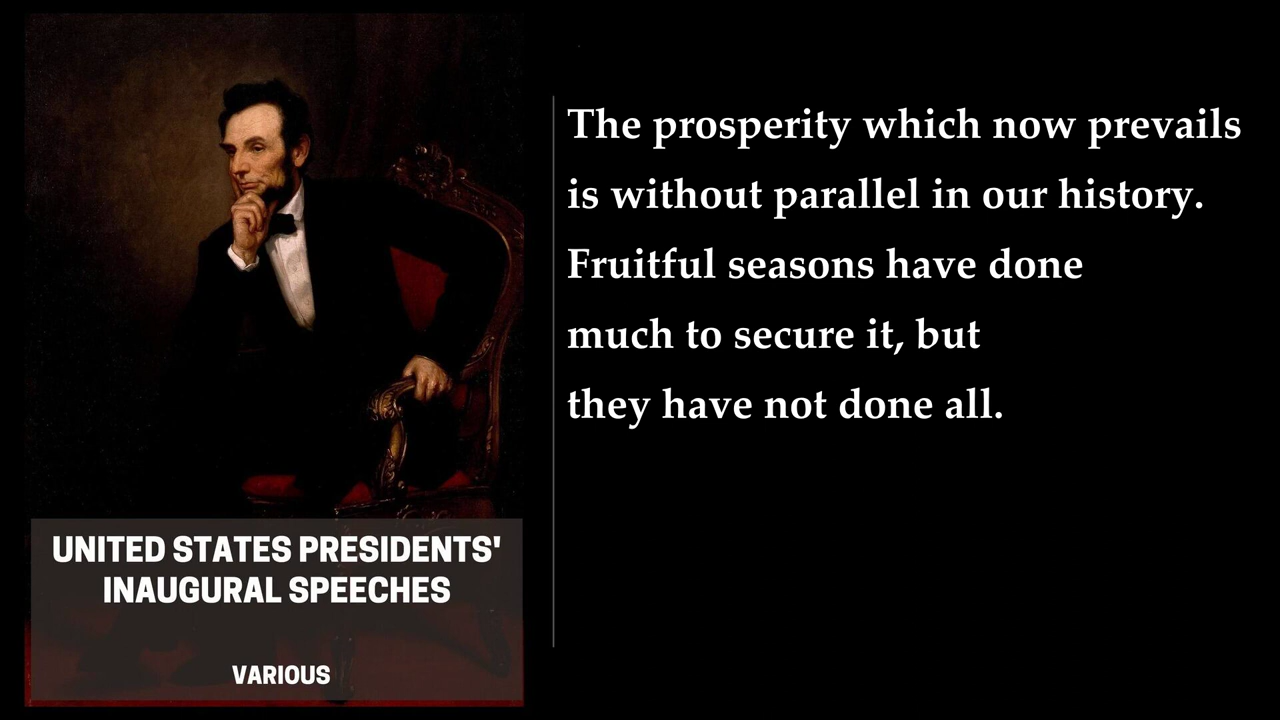 The prosperity which now prevails
is without parallel in our history.
Fruitful seasons have done
much to secure it, but
they have not done all.
UNITED STATES PRESIDENTS'
INAUGURAL SPEECHES
VARIOUS